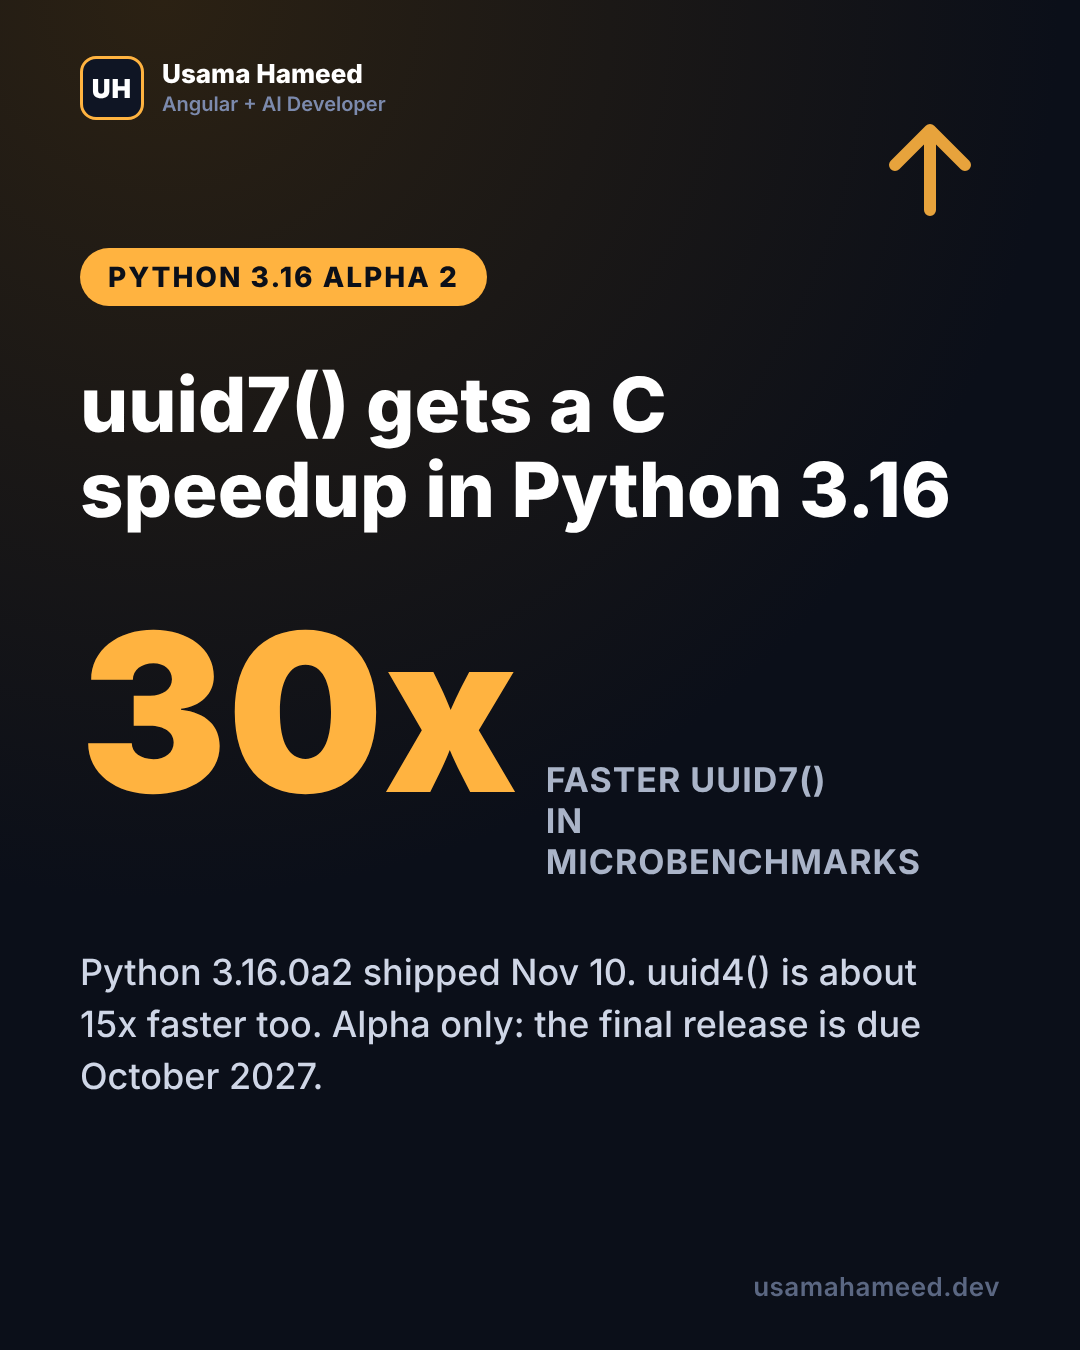 UH
Usama Hameed
Angular + AI Developer
PYTHON 3.16 ALPHA 2
uuid7() gets a C
speedup in Python 3.16
30x
FASTER UUID7()
IN
MICROBENCHMARKS
Python 3.16.0a2 shipped Nov 10. uuid4() is about
15x faster too. Alpha only: the final release is due
October 2027.
usamahameed.dev